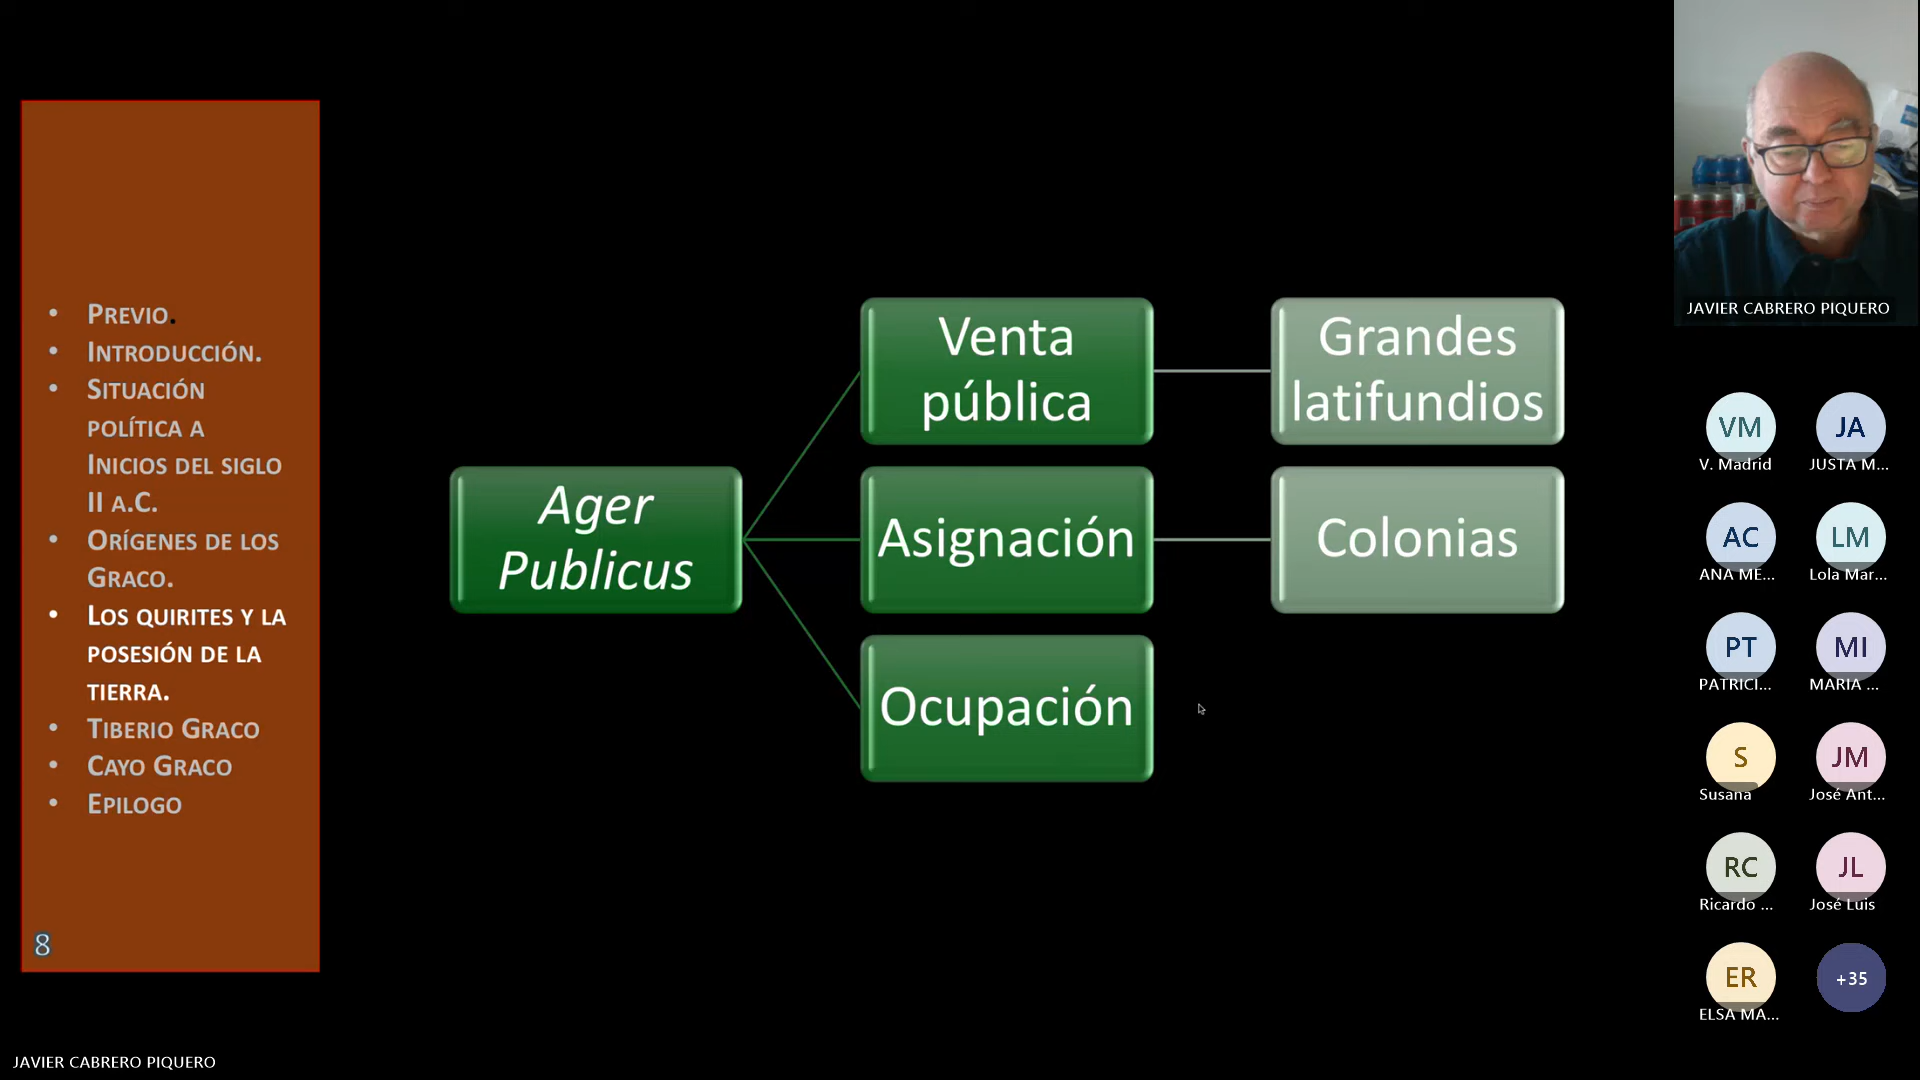 • PREVIO.
• INTRODUCCIÓN.
• SITUACIÓN
POLÍTICA A
INICIOS DEL SIGLO
II A.C.
• ORÍGENES DE LOS
GRACO.
• LOS QUIRITES Y LA
POSESIÓN DE LA
TIERRA.
• TIBERIO GRACO
• CAYO GRACO
• EPILOGO
8
Ager
Publicus
Venta
pública
Grandes
latifundios
Asignación
Colonias
Ocupación
JAVIER CABRERO PIQUERO
VM
V. Madrid
JA
JUSTA M...
AC
ANA ME...
LM
Lola Mar...
PT
PATRICI...
MI
MARIA ...
S
Susana
JM
José Ant...
RC
Ricardo ...
JL
José Luis
ER
ELSA MA...
+35
JAVIER CABRERO PIQUERO